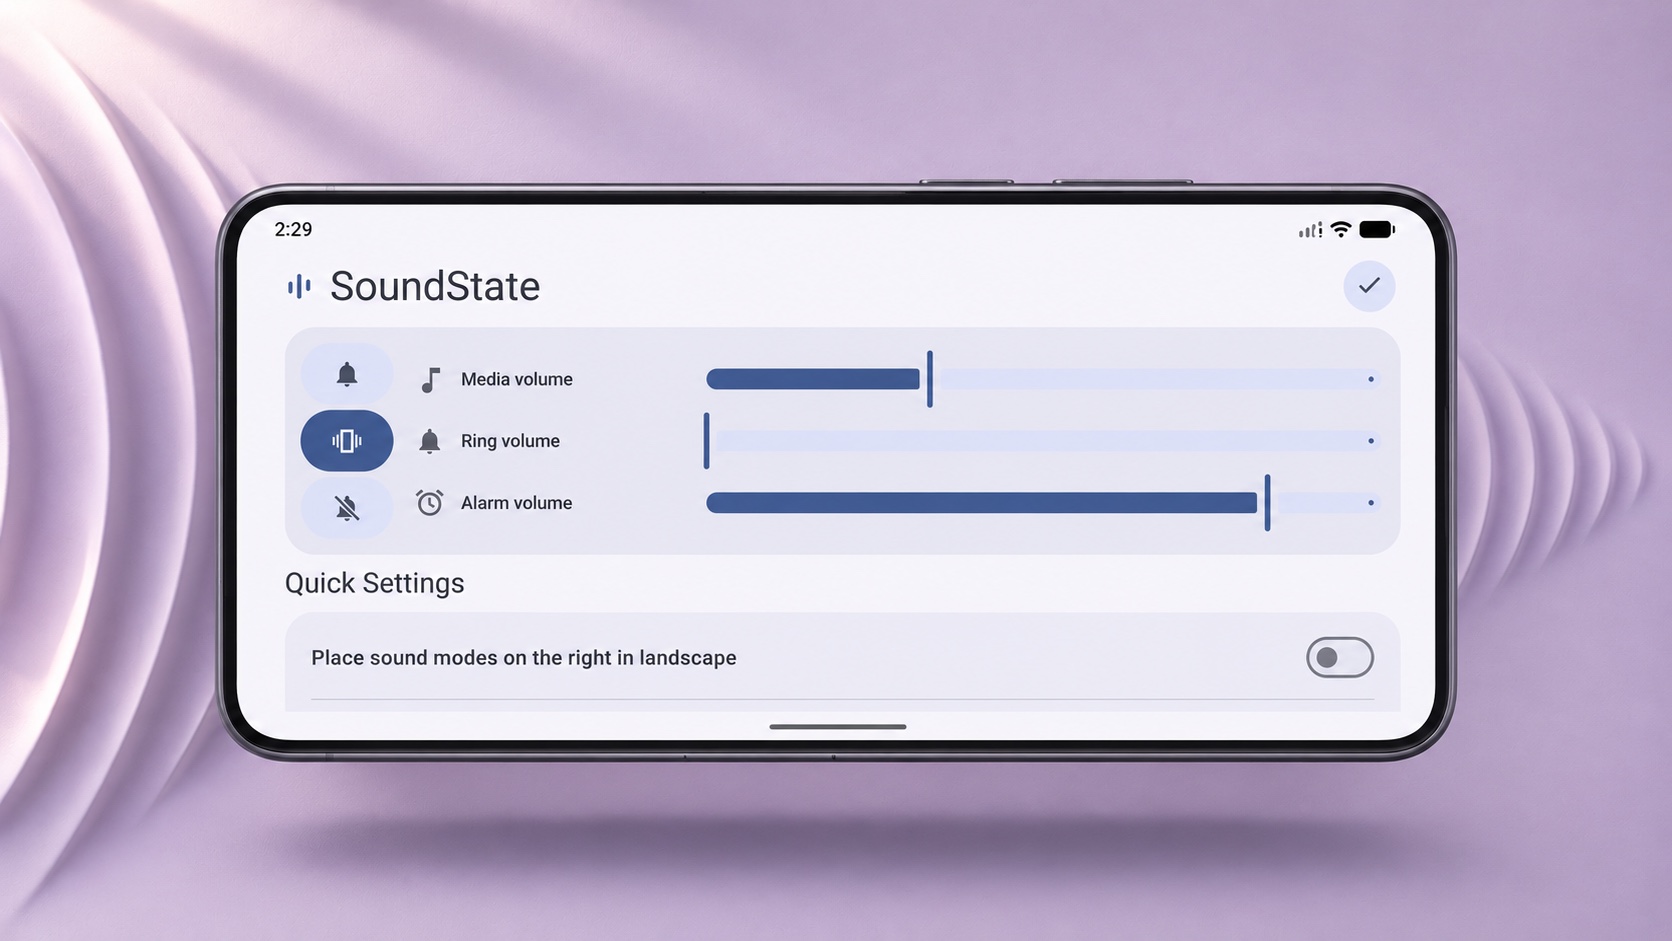 2:29
SoundState
Media volume
Ring volume
Alarm volume
Quick Settings
Place sound modes on the right in landscape